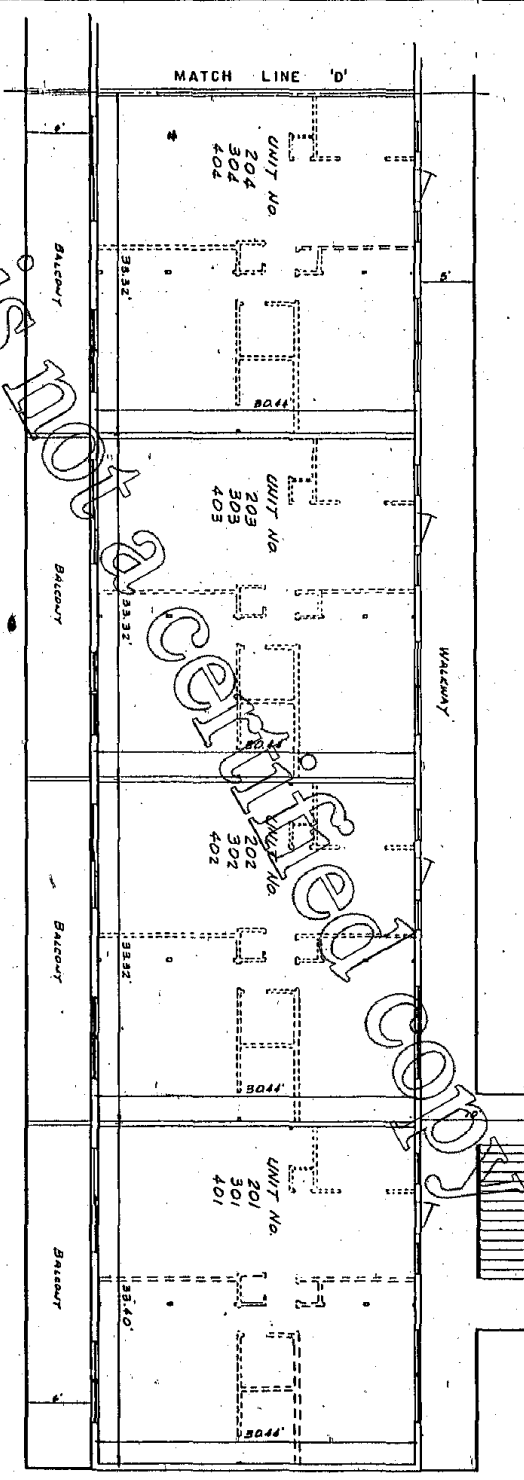 MATCH LINE 'D'
UNIT NO.
204
304
404
BALCONY
33.32'
30.44'
5'
UNIT NO.
203
303
403
BALCONY
33.32'
30.44'
WALKWAY
UNIT NO.
202
302
402
BALCONY
33.32'
30.44'
UNIT NO.
201
301
401
BALCONY
33.40'
30.44'
is not a certified copy